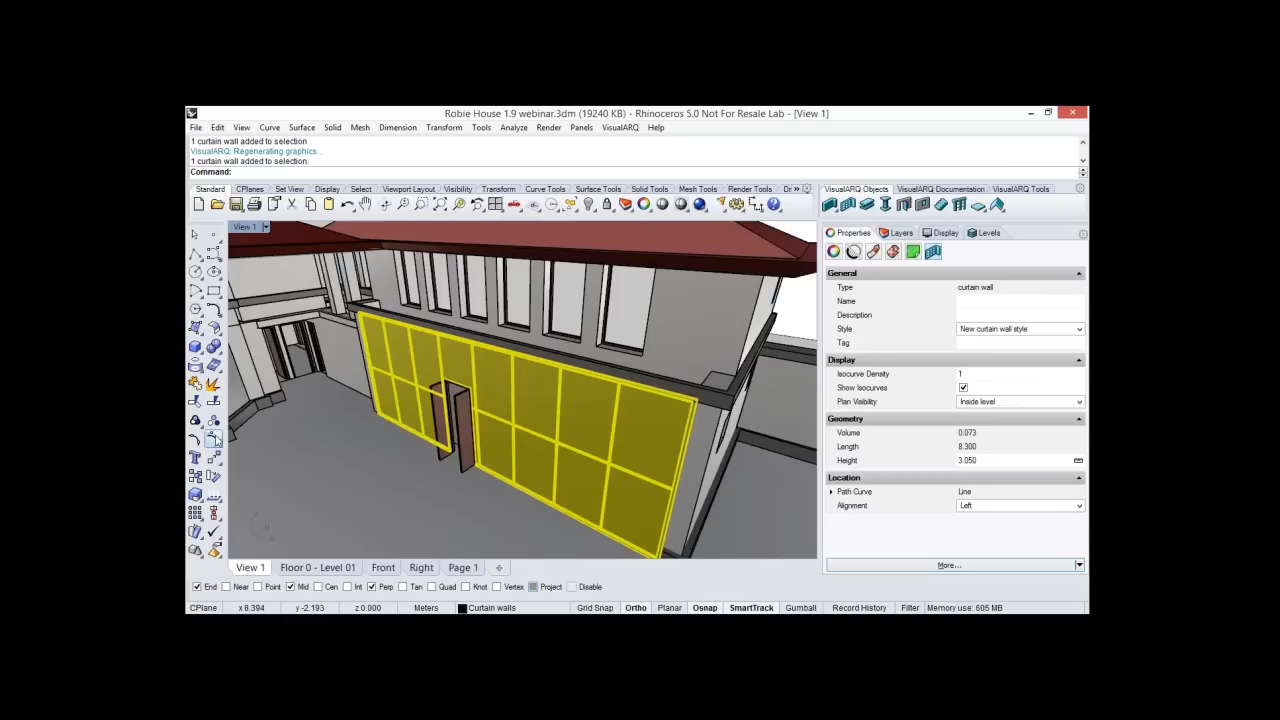 Robie House 1.9 webinar.3dm (19240 KB) - Rhinoceros 5.0 Not For Resale Lab - [View 1]
File Edit View Curve Surface Solid Mesh Dimension Transform Tools Analyze Render Panels VisualARQ Help
1 curtain wall added to selection
VisualARQ: Regenerating graphics...
1 curtain wall added to selection.
Command:
Standard CPlanes Set View Display Select Viewport Layout Visibility Transform Curve Tools Surface Tools Solid Tools Mesh Tools Render Tools Dr »
VisualARQ Objects VisualARQ Documentation VisualARQ Tools
View 1
Properties Layers Display Levels
General
Type curtain wall
Name
Description
Style New curtain wall style
Tag
Display
Isocurve Density 1
Show Isocurves
Plan Visibility Inside level
Geometry
Volume 0.073
Length 8.300
Height 3.050
Location
Path Curve Line
Alignment Left
More...
View 1 Floor 0 - Level 01 Front Right Page 1
End Near Point Mid Cen Int Perp Tan Quad Knot Vertex Project Disable
CPlane x 8.394 y -2.193 z 0.000 Meters Curtain walls Grid Snap Ortho Planar Osnap SmartTrack Gumball Record History Filter Memory use: 605 MB